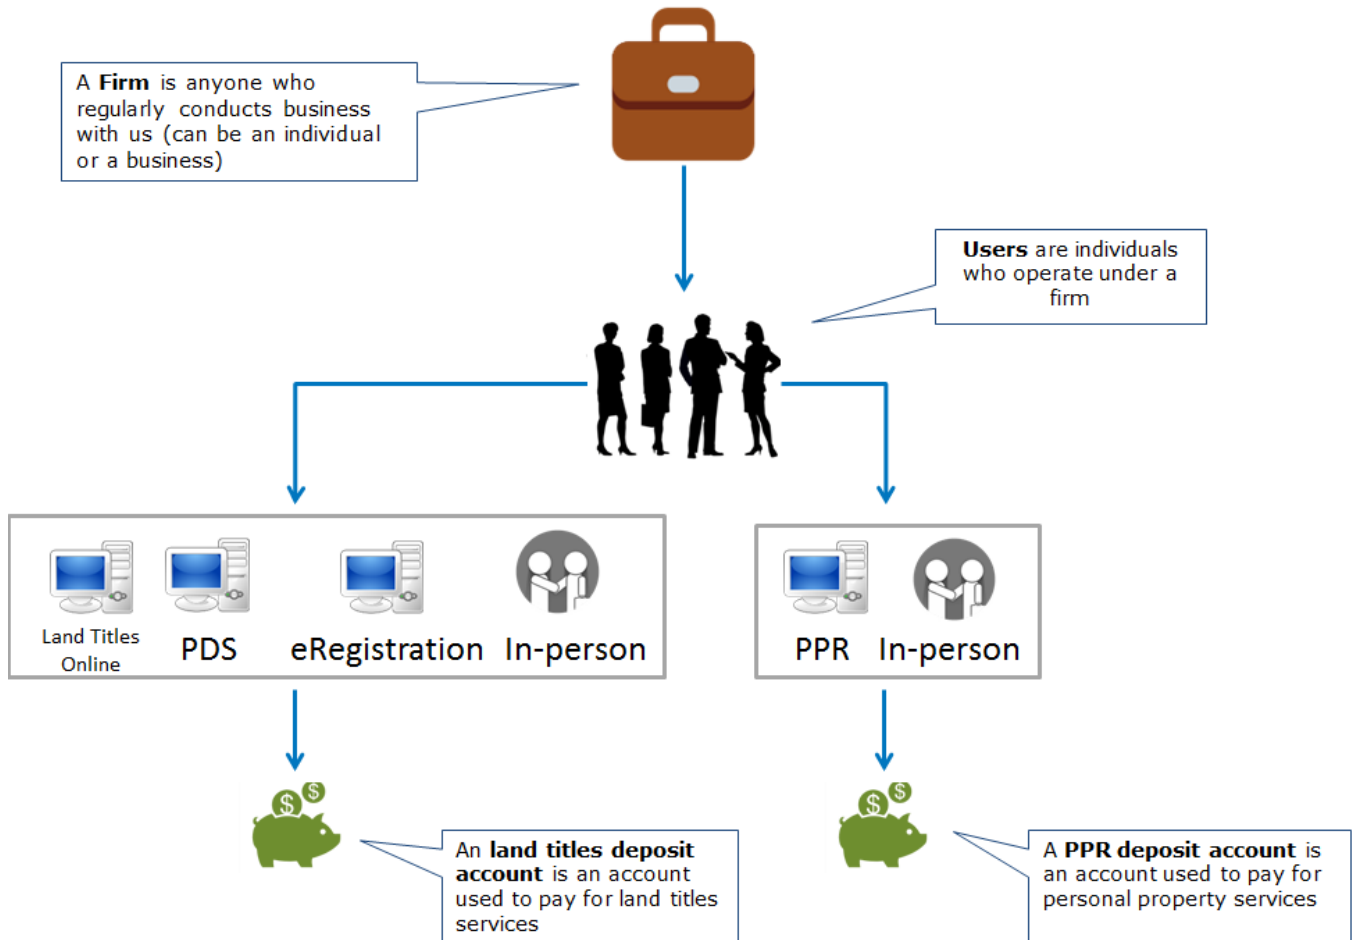 A Firm is anyone who
regularly conducts business
with us (can be an individual
or a business)
Users are individuals
who operate under a
firm
Land Titles
Online
PDS
eRegistration
In-person
PPR
In-person
$
$
$
$
An land titles deposit
account is an account
used to pay for land titles
services
A PPR deposit account is
an account used to pay for
personal property services